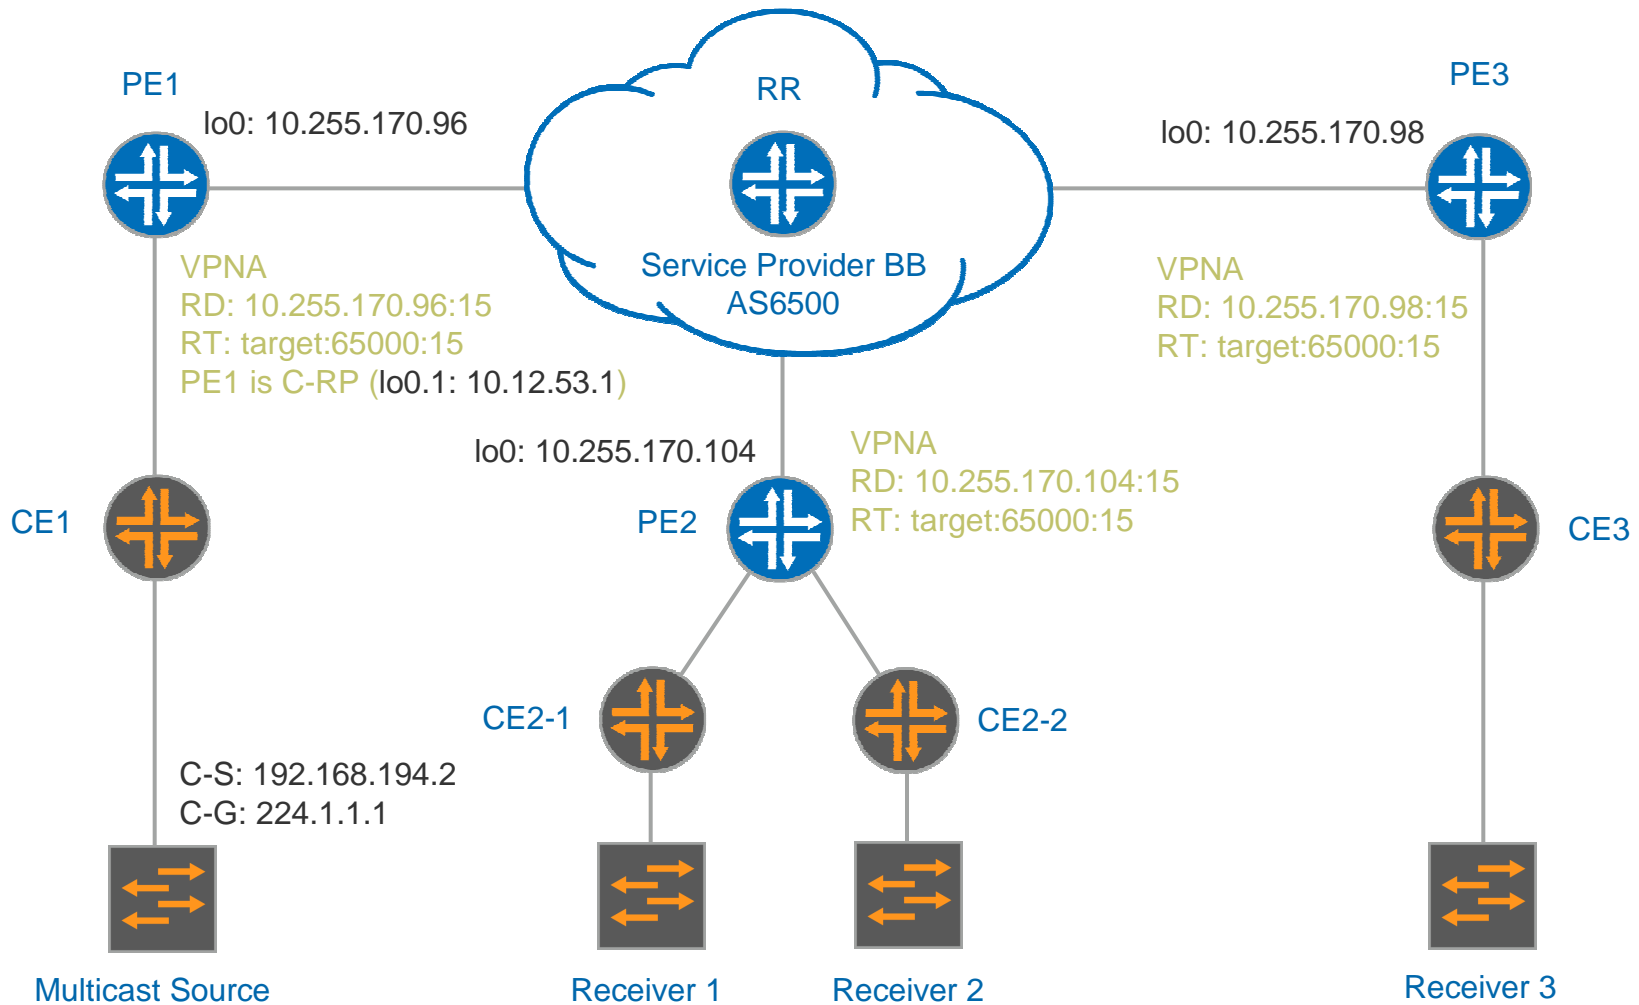 PE1
lo0: 10.255.170.96
RR
PE3
lo0: 10.255.170.98
Service Provider BB
AS6500
VPNA
RD: 10.255.170.96:15
RT: target:65000:15
PE1 is C-RP (lo0.1: 10.12.53.1)
VPNA
RD: 10.255.170.98:15
RT: target:65000:15
lo0: 10.255.170.104
VPNA
RD: 10.255.170.104:15
RT: target:65000:15
CE1
PE2
CE3
CE2-1
CE2-2
C-S: 192.168.194.2
C-G: 224.1.1.1
Multicast Source
Receiver 1
Receiver 2
Receiver 3